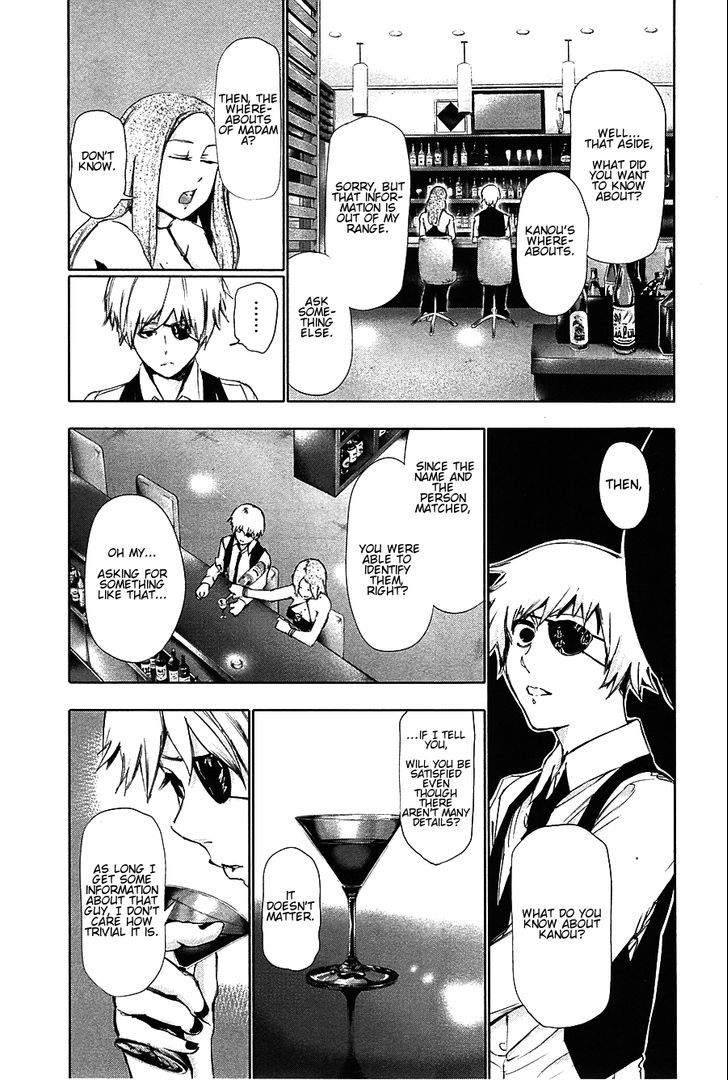 WELL...
THAT ASIDE,
WHAT DID
YOU WANT
TO KNOW
ABOUT?
KANOU'S
WHERE-
ABOUTS.
SORRY, BUT
THAT INFOR-
MATION IS
OUT OF MY
RANGE.
ASK
SOME-
THING
ELSE.
THEN, THE
WHERE-
ABOUTS
OF MADAM
A?
DON'T
KNOW.
....
THEN,
WHAT DO YOU
KNOW ABOUT
KANOU?
SINCE THE
NAME AND
THE
PERSON
MATCHED,
YOU WERE
ABLE TO
IDENTIFY
THEM,
RIGHT?
OH MY...
ASKING FOR
SOMETHING
LIKE THAT...
...IF I TELL
YOU,
WILL YOU BE
SATISFIED
EVEN
THOUGH
THERE
AREN'T MANY
DETAILS?
IT
DOESN'T
MATTER.
AS LONG I
GET SOME
INFORMATION
ABOUT THAT
GUY, I DON'T
CARE HOW
TRIVIAL IT IS.